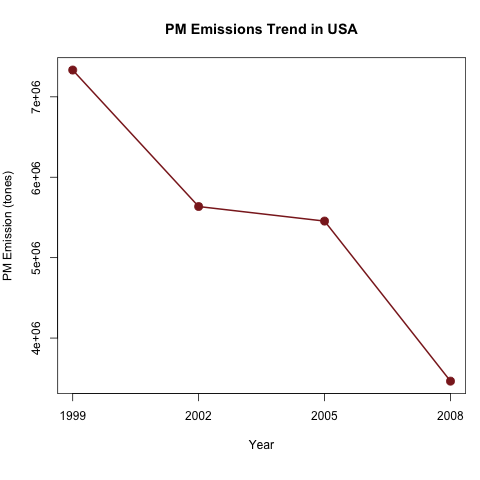 PM Emissions Trend in USA
PM Emission (tones)
7e+06
6e+06
5e+06
4e+06
1999 2002 2005 2008
Year